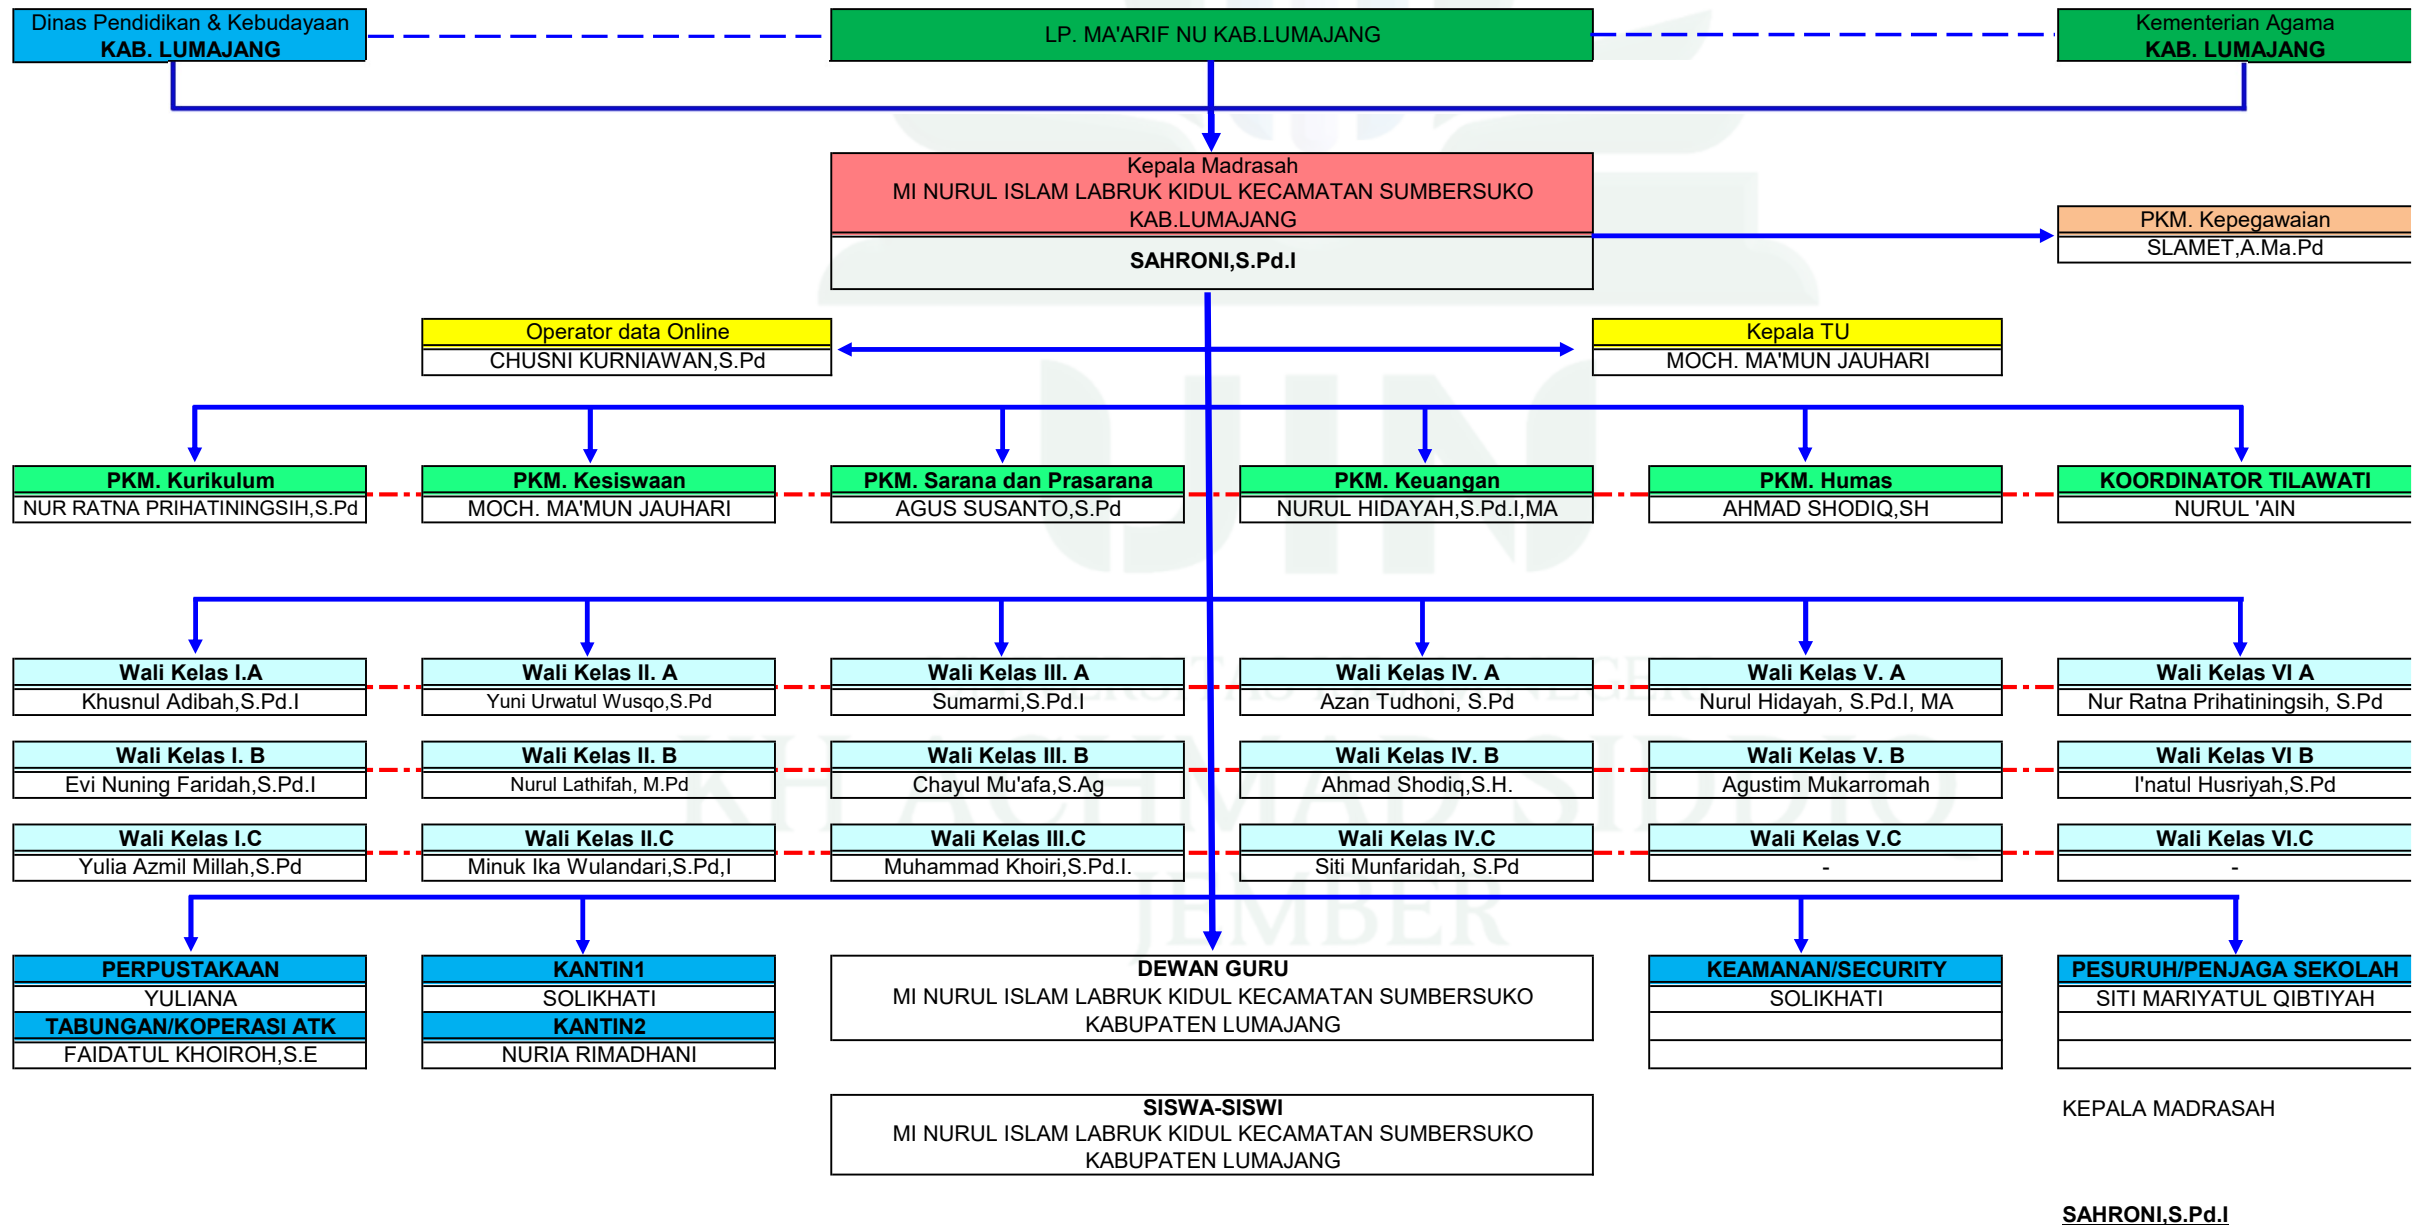 Dinas Pendidikan & Kebudayaan
KAB. LUMAJANG
LP. MA'ARIF NU KAB.LUMAJANG
Kementerian Agama
KAB. LUMAJANG
Kepala Madrasah
MI NURUL ISLAM LABRUK KIDUL KECAMATAN SUMBERSUKO
KAB.LUMAJANG
SAHRONI,S.Pd.I
PKM. Kepegawaian
SLAMET,A.Ma.Pd
Operator data Online
CHUSNI KURNIAWAN,S.Pd
Kepala TU
MOCH. MA'MUN JAUHARI
PKM. Kurikulum
NUR RATNA PRIHATININGSIH,S.Pd
PKM. Kesiswaan
MOCH. MA'MUN JAUHARI
PKM. Sarana dan Prasarana
AGUS SUSANTO,S.Pd
PKM. Keuangan
NURUL HIDAYAH,S.Pd.I,MA
PKM. Humas
AHMAD SHODIQ,SH
KOORDINATOR TILAWATI
NURUL 'AIN
Wali Kelas I.A
Khusnul Adibah,S.Pd.I
Wali Kelas II. A
Yuni Urwatul Wusqo,S.Pd
Wali Kelas III. A
Sumarmi,S.Pd.I
Wali Kelas IV. A
Azan Tudhoni, S.Pd
Wali Kelas V. A
Nurul Hidayah, S.Pd.I, MA
Wali Kelas VI A
Nur Ratna Prihatiningsih, S.Pd
Wali Kelas I. B
Evi Nuning Faridah,S.Pd.I
Wali Kelas II. B
Nurul Lathifah, M.Pd
Wali Kelas III. B
Chayul Mu'afa,S.Ag
Wali Kelas IV. B
Ahmad Shodiq,S.H.
Wali Kelas V. B
Agustim Mukarromah
Wali Kelas VI B
I'natul Husriyah,S.Pd
Wali Kelas I.C
Yulia Azmil Millah,S.Pd
Wali Kelas II.C
Minuk Ika Wulandari,S.Pd,I
Wali Kelas III.C
Muhammad Khoiri,S.Pd.I.
Wali Kelas IV.C
Siti Munfaridah, S.Pd
Wali Kelas V.C
-
Wali Kelas VI.C
-
PERPUSTAKAAN
YULIANA
TABUNGAN/KOPERASI ATK
FAIDATUL KHOIROH,S.E
KANTIN1
SOLIKHATI
KANTIN2
NURIA RIMADHANI
DEWAN GURU
MI NURUL ISLAM LABRUK KIDUL KECAMATAN SUMBERSUKO
KABUPATEN LUMAJANG
KEAMANAN/SECURITY
SOLIKHATI
PESURUH/PENJAGA SEKOLAH
SITI MARIYATUL QIBTIYAH
SISWA-SISWI
MI NURUL ISLAM LABRUK KIDUL KECAMATAN SUMBERSUKO
KABUPATEN LUMAJANG
KEPALA MADRASAH
SAHRONI,S.Pd.I
UIN
KH ACHMAD SIDDIQ
JEMBER